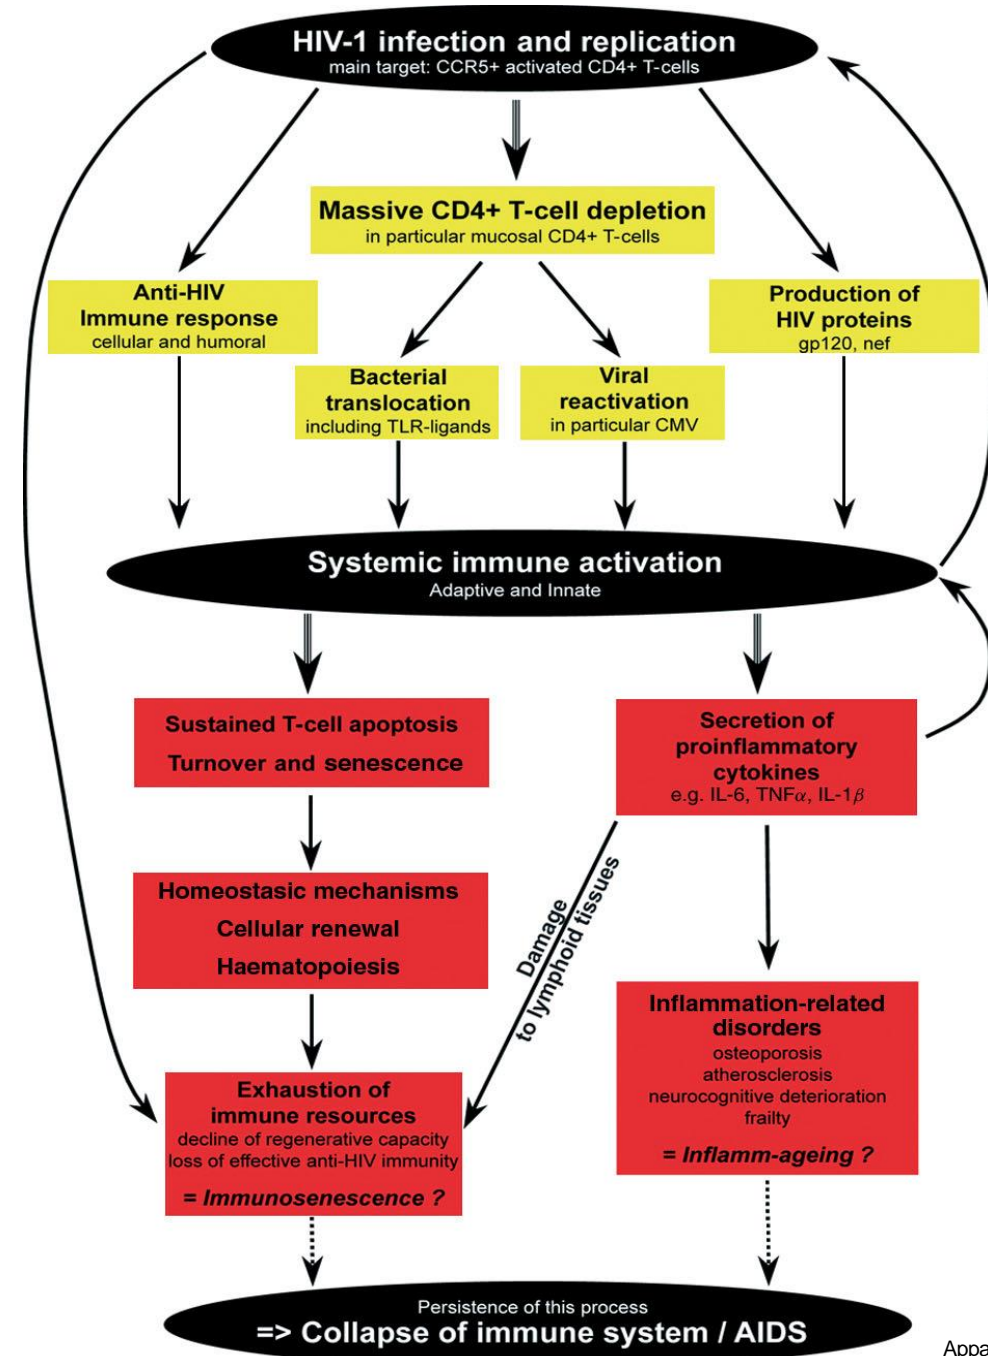 HIV-1 infection and replication
main target: CCR5+ activated CD4+ T-cells
Massive CD4+ T-cell depletion
in particular mucosal CD4+ T-cells
Anti-HIV
Immune response
cellular and humoral
Production of
HIV proteins
gp120, nef
Bacterial
translocation
including TLR-ligands
Viral
reactivation
in particular CMV
Systemic immune activation
Adaptive and Innate
Sustained T-cell apoptosis
Turnover and senescence
Secretion of
proinflammatory
cytokines
e.g. IL-6, TNFα, IL-1β
Homeostasic mechanisms
Cellular renewal
Haematopoiesis
Damage
to lymphoid tissues
Inflammation-related
disorders
osteoporosis
atherosclerosis
neurocognitive deterioration
frailty
= Inflamm-ageing ?
Exhaustion of
immune resources
decline of regenerative capacity
loss of effective anti-HIV immunity
= Immunosenescence ?
Persistence of this process
=> Collapse of immune system / AIDS
Appa